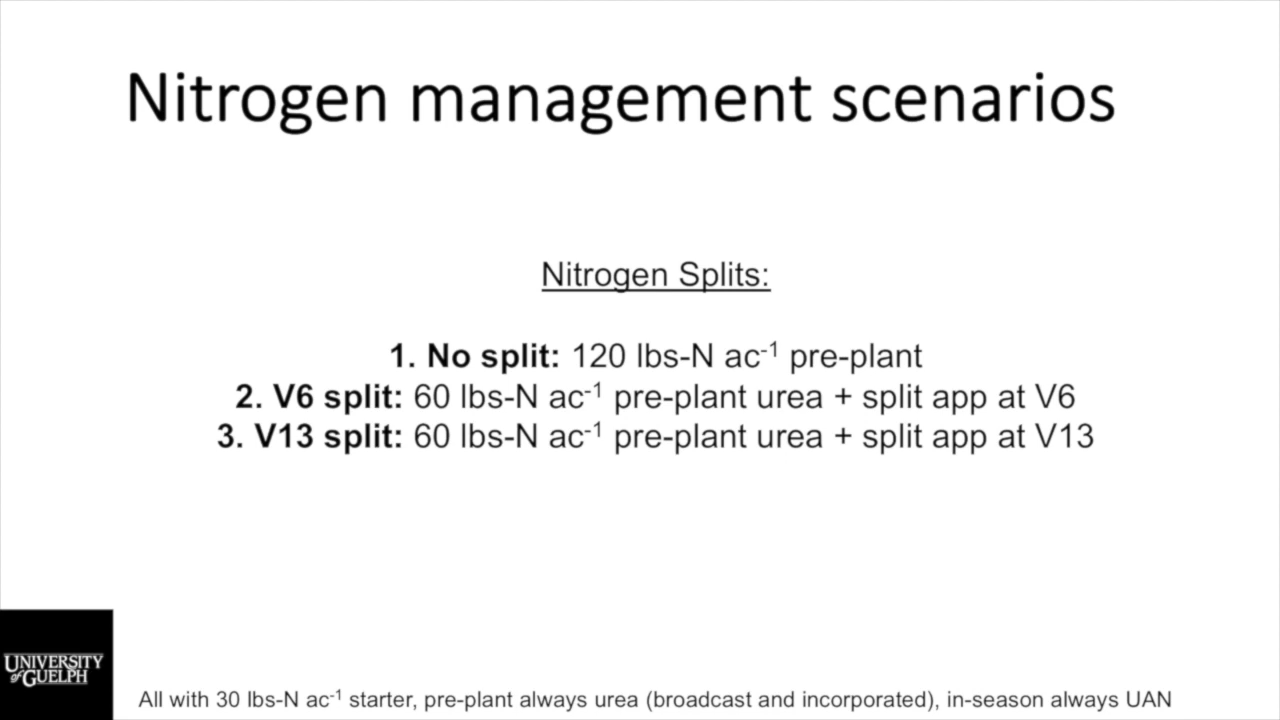 Nitrogen management scenarios
Nitrogen Splits:
1. No split: 120 lbs-N ac⁻¹ pre-plant
2. V6 split: 60 lbs-N ac⁻¹ pre-plant urea + split app at V6
3. V13 split: 60 lbs-N ac⁻¹ pre-plant urea + split app at V13
UNIVERSITY
of GUELPH
All with 30 lbs-N ac⁻¹ starter, pre-plant always urea (broadcast and incorporated), in-season always UAN